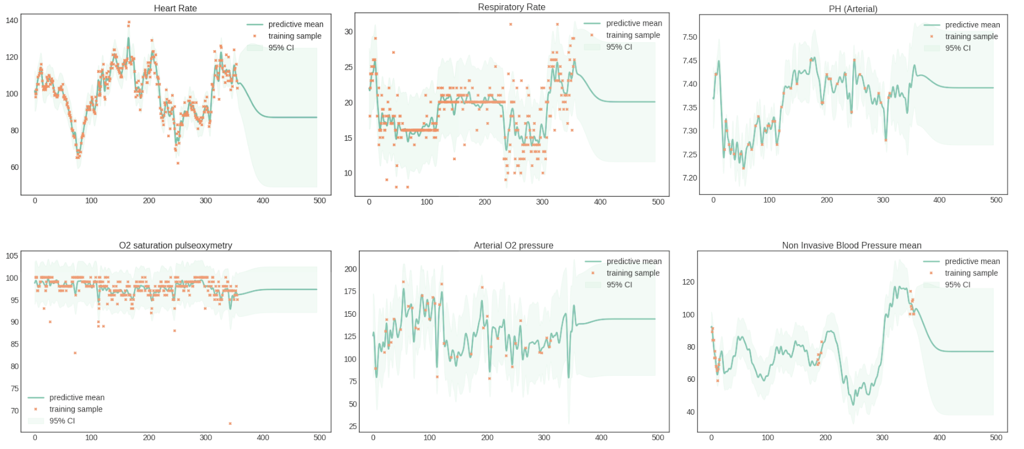 Heart Rate
140
120
100
80
60
0 100 200 300 400 500
predictive mean
training sample
95% CI
Respiratory Rate
30
25
20
15
10
0 100 200 300 400 500
predictive mean
training sample
95% CI
PH (Arterial)
7.50
7.45
7.40
7.35
7.30
7.25
7.20
0 100 200 300 400 500
predictive mean
training sample
95% CI
O2 saturation pulseoxymetry
105
100
95
90
85
80
75
70
predictive mean
training sample
95% CI
0 100 200 300 400 500
Arterial O2 pressure
200
175
150
125
100
75
50
25
0 100 200 300 400 500
predictive mean
training sample
95% CI
Non Invasive Blood Pressure mean
120
100
80
60
40
0 100 200 300 400 500
predictive mean
training sample
95% CI